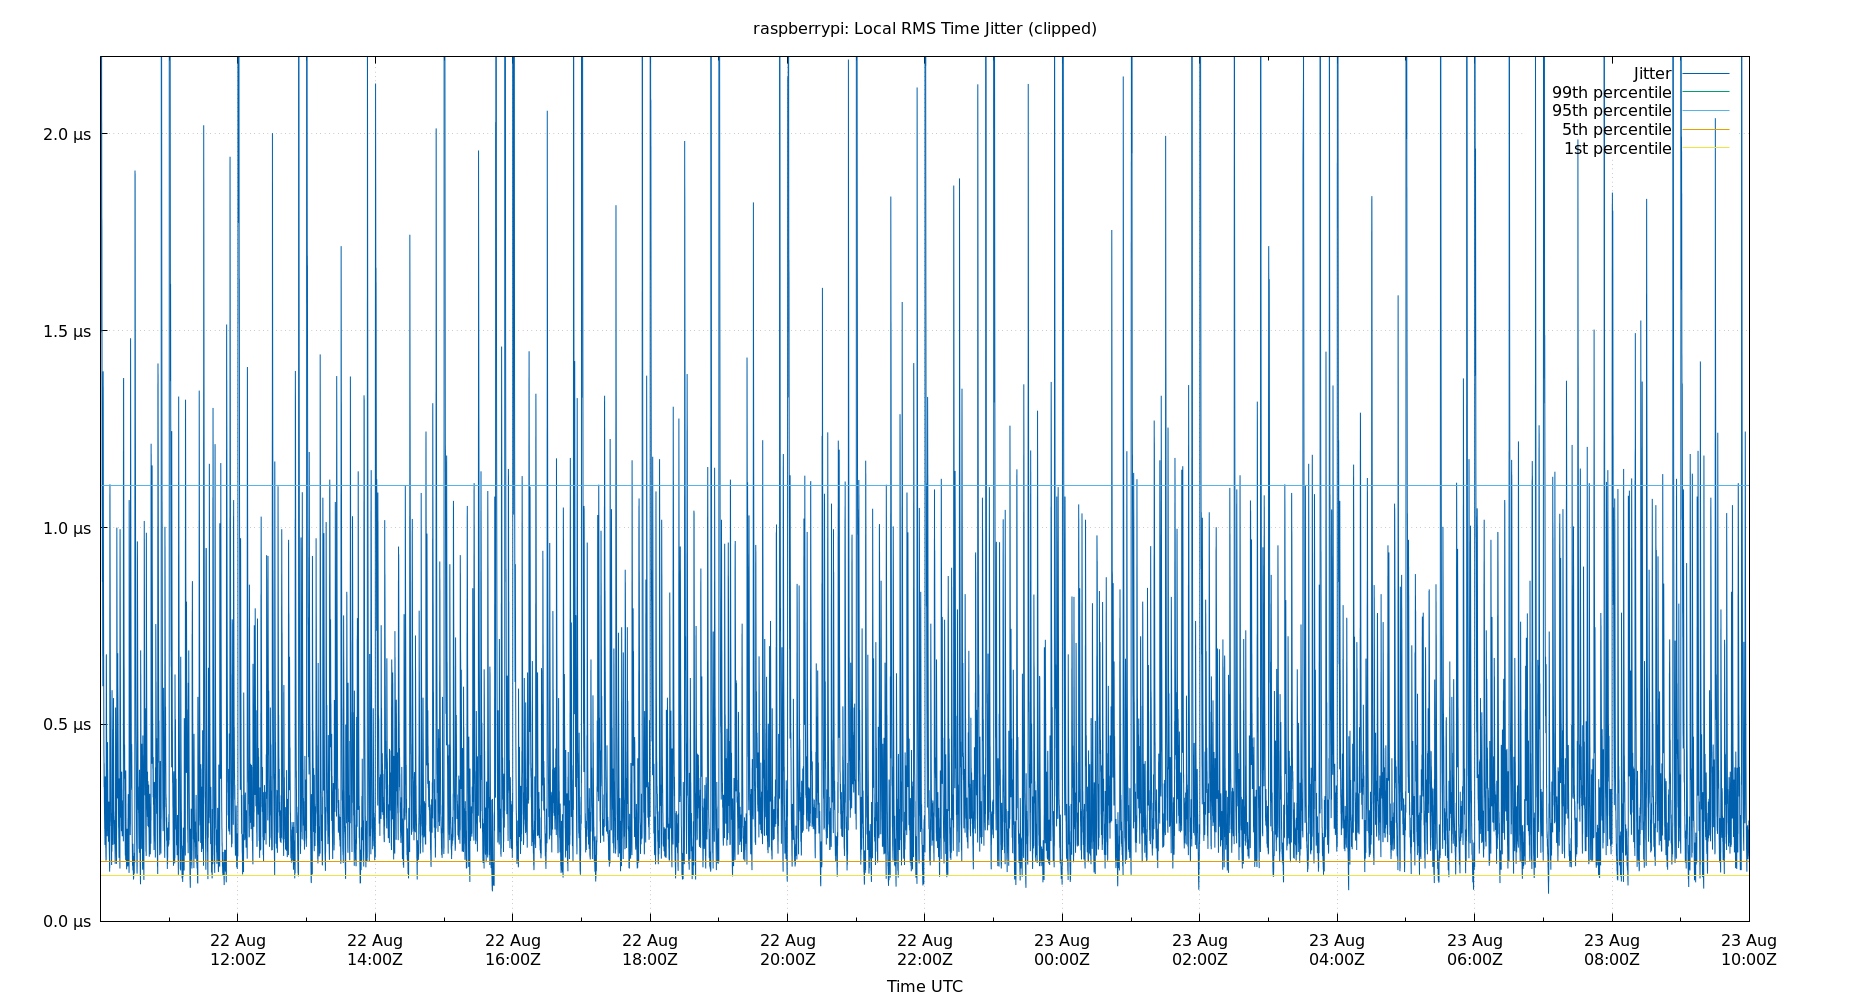 raspberrypi: Local RMS Time Jitter (clipped)
Jitter
99th percentile
95th percentile
5th percentile
1st percentile
2.0 µs
1.5 µs
1.0 µs
0.5 µs
0.0 µs
22 Aug 22 Aug 22 Aug 22 Aug 22 Aug 22 Aug 23 Aug 23 Aug 23 Aug 23 Aug 23 Aug 23 Aug
12:00Z 14:00Z 16:00Z 18:00Z 20:00Z 22:00Z 00:00Z 02:00Z 04:00Z 06:00Z 08:00Z 10:00Z
Time UTC